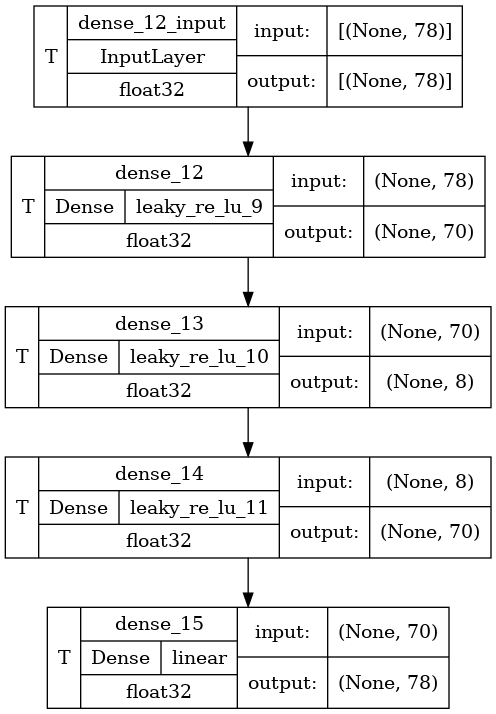 T dense_12_input input: [(None, 78)]
InputLayer
float32 output: [(None, 78)]
T dense_12 input: (None, 78)
Dense leaky_re_lu_9
float32 output: (None, 70)
T dense_13 input: (None, 70)
Dense leaky_re_lu_10
float32 output: (None, 8)
T dense_14 input: (None, 8)
Dense leaky_re_lu_11
float32 output: (None, 70)
T dense_15 input: (None, 70)
Dense linear
float32 output: (None, 78)